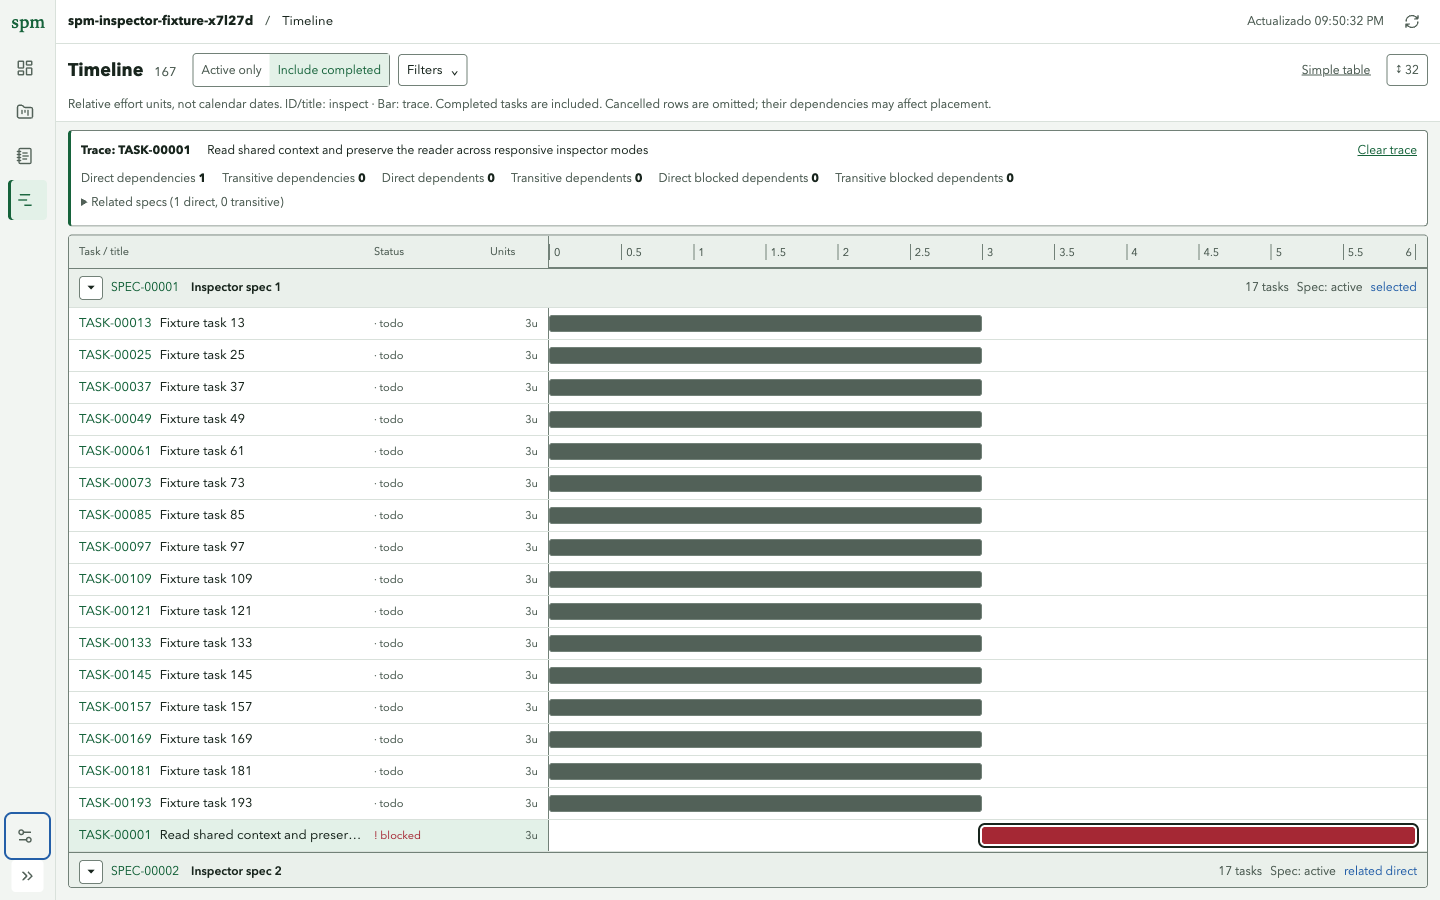 spm
spm-inspector-fixture-x7l27d / Timeline
Actualizado 09:50:32 PM
Timeline 167 Active only Include completed Filters
Simple table ↕ 32
Relative effort units, not calendar dates. ID/title: inspect · Bar: trace. Completed tasks are included. Cancelled rows are omitted; their dependencies may affect placement.
Trace: TASK-00001 Read shared context and preserve the reader across responsive inspector modes Clear trace
Direct dependencies 1 Transitive dependencies 0 Direct dependents 0 Transitive dependents 0 Direct blocked dependents 0 Transitive blocked dependents 0
Related specs (1 direct, 0 transitive)
Task / title Status Units 0 0.5 1 1.5 2 2.5 3 3.5 4 4.5 5 5.5 6
SPEC-00001 Inspector spec 1 17 tasks Spec: active selected
TASK-00013 Fixture task 13 · todo 3u
TASK-00025 Fixture task 25 · todo 3u
TASK-00037 Fixture task 37 · todo 3u
TASK-00049 Fixture task 49 · todo 3u
TASK-00061 Fixture task 61 · todo 3u
TASK-00073 Fixture task 73 · todo 3u
TASK-00085 Fixture task 85 · todo 3u
TASK-00097 Fixture task 97 · todo 3u
TASK-00109 Fixture task 109 · todo 3u
TASK-00121 Fixture task 121 · todo 3u
TASK-00133 Fixture task 133 · todo 3u
TASK-00145 Fixture task 145 · todo 3u
TASK-00157 Fixture task 157 · todo 3u
TASK-00169 Fixture task 169 · todo 3u
TASK-00181 Fixture task 181 · todo 3u
TASK-00193 Fixture task 193 · todo 3u
TASK-00001 Read shared context and preser… ! blocked 3u
SPEC-00002 Inspector spec 2 17 tasks Spec: active related direct